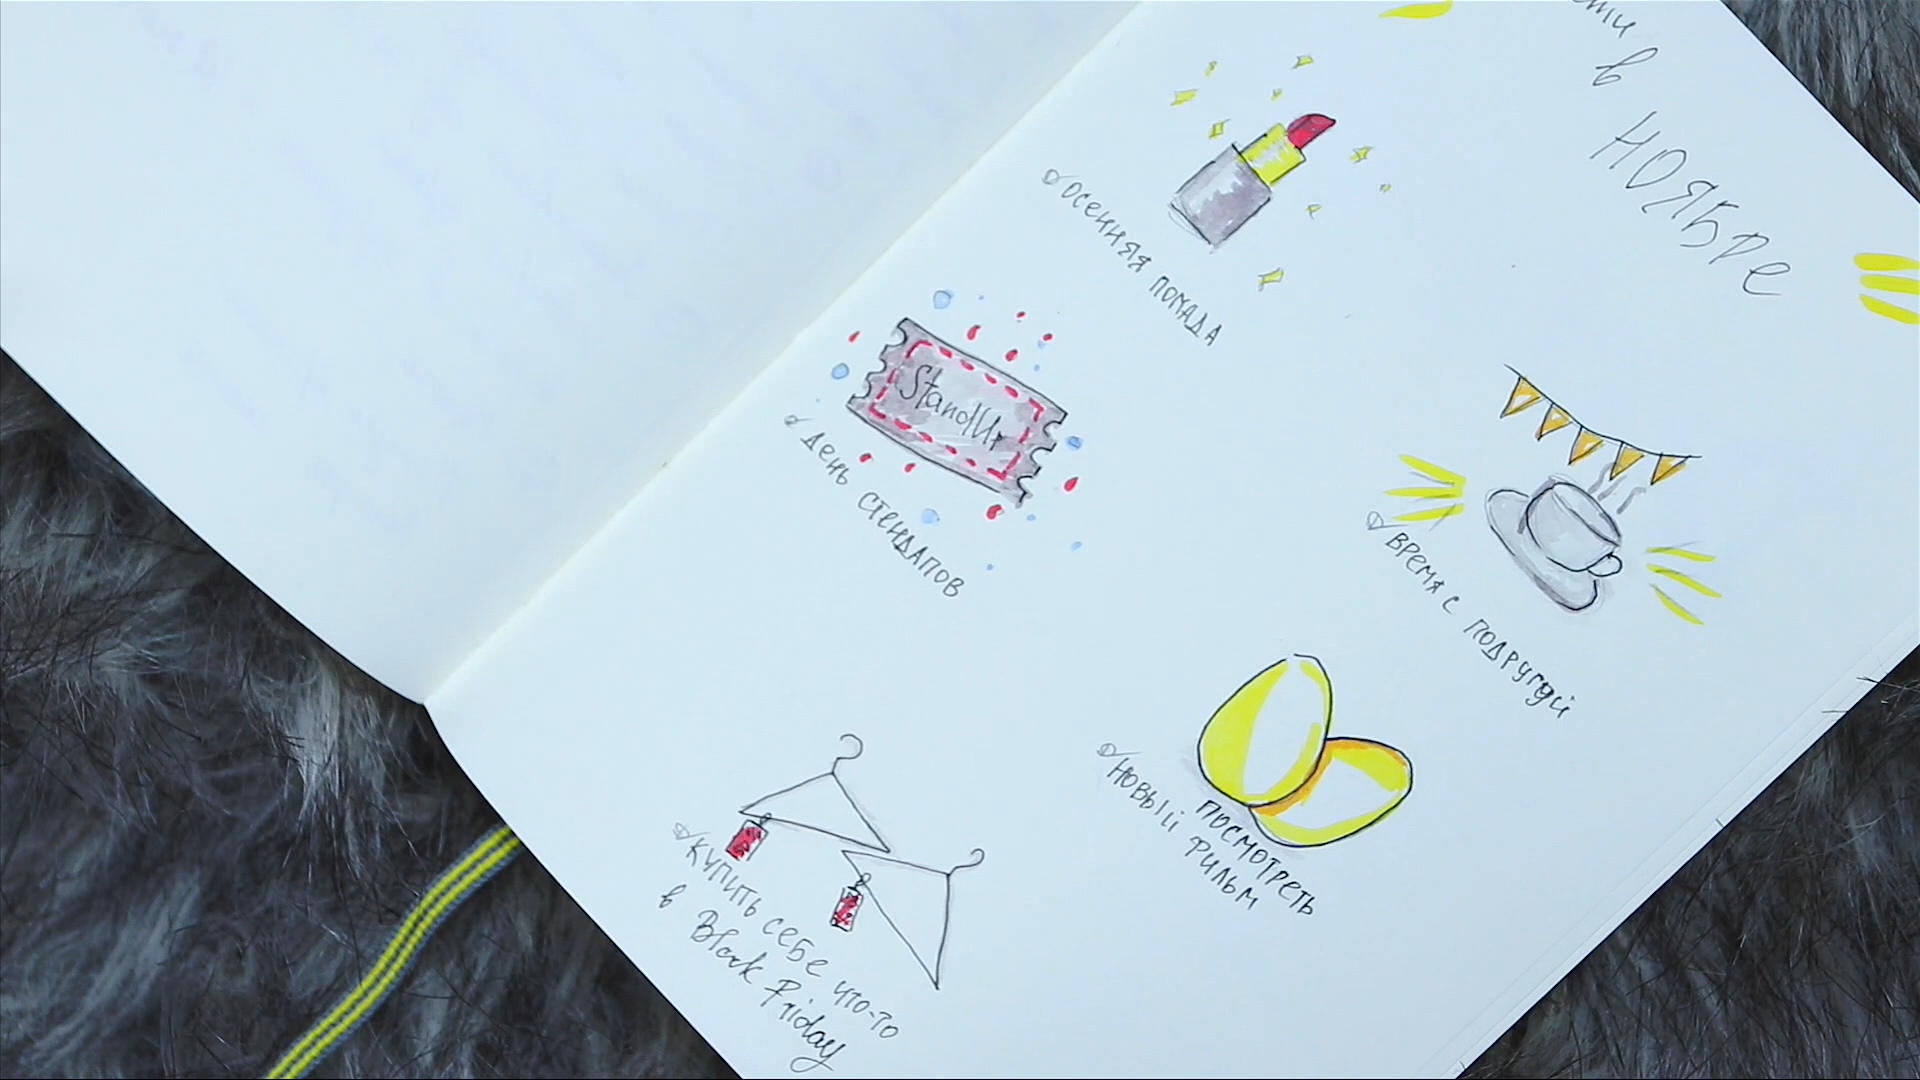 в
НОЯБРЕ
ОСЕННЯЯ ПОМАДА
StandUp
ДЕНЬ СТЕНДАПОВ
ВРЕМЯ С ПОДРУГОЙ
ПОСМОТРЕТЬ
НОВЫЙ ФИЛЬМ
КУПИТЬ СЕБЕ ЧТО-ТО
в Black Friday